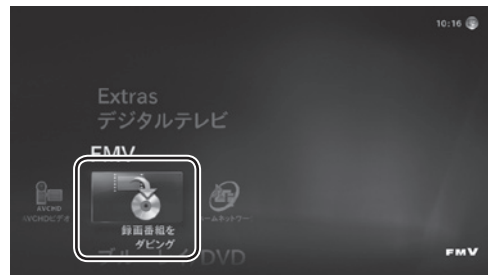 10:16
Extras
デジタルテレビ
FMV
AVCHD
AVCHDビデオ
録画番組を
ダビング
ームネットワー
DVD
FMV